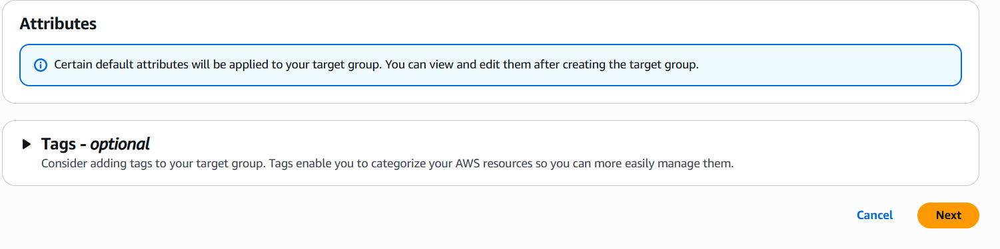 Attributes
Certain default attributes will be applied to your target group. You can view and edit them after creating the target group.
Tags - optional
Consider adding tags to your target group. Tags enable you to categorize your AWS resources so you can more easily manage them.
Cancel
Next